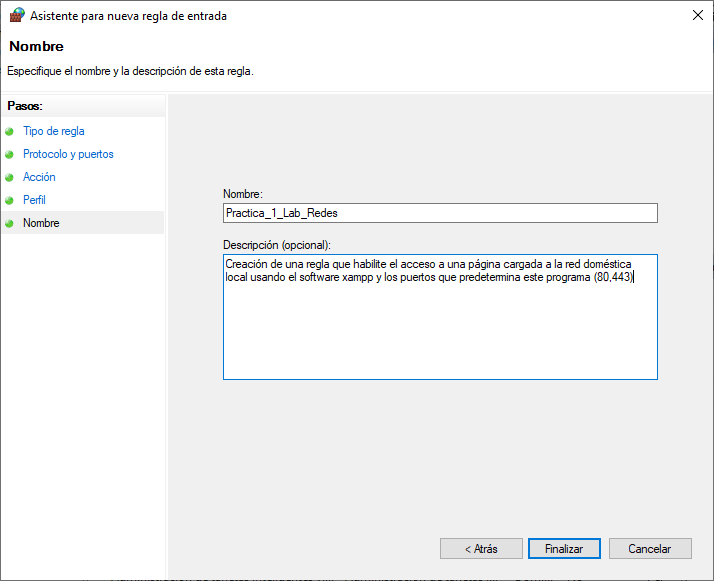 Asistente para nueva regla de entrada
Nombre
Especifique el nombre y la descripción de esta regla.
Pasos:
Tipo de regla
Protocolo y puertos
Acción
Perfil
Nombre
Nombre:
Practica_1_Lab_Redes
Descripción (opcional):
Creación de una regla que habilite el acceso a una página cargada a la red doméstica
local usando el software xampp y los puertos que predetermina este programa (80,443)
< Atrás
Finalizar
Cancelar